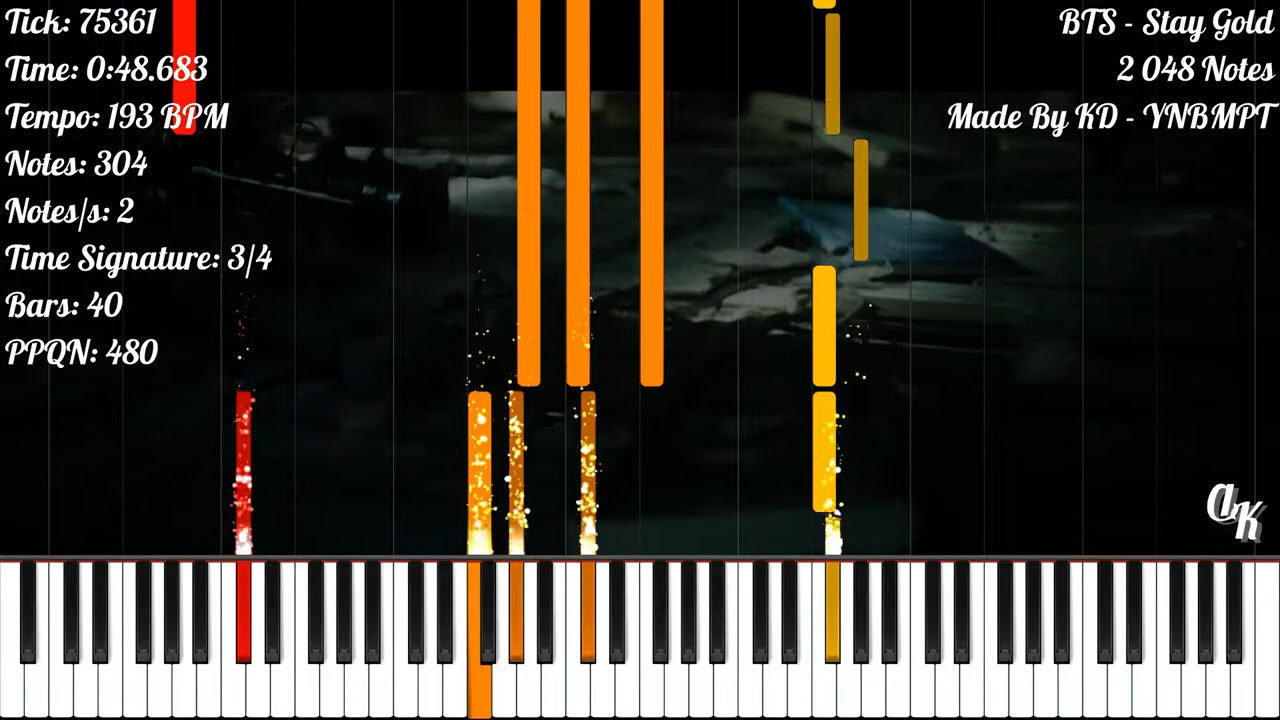 Tick: 75361
Time: 0:48.683
Tempo: 193 BPM
Notes: 304
Notes/s: 2
Time Signature: 3/4
Bars: 40
PPQN: 480
BTS - Stay Gold
2 048 Notes
Made By KD - YNBMPT
a K